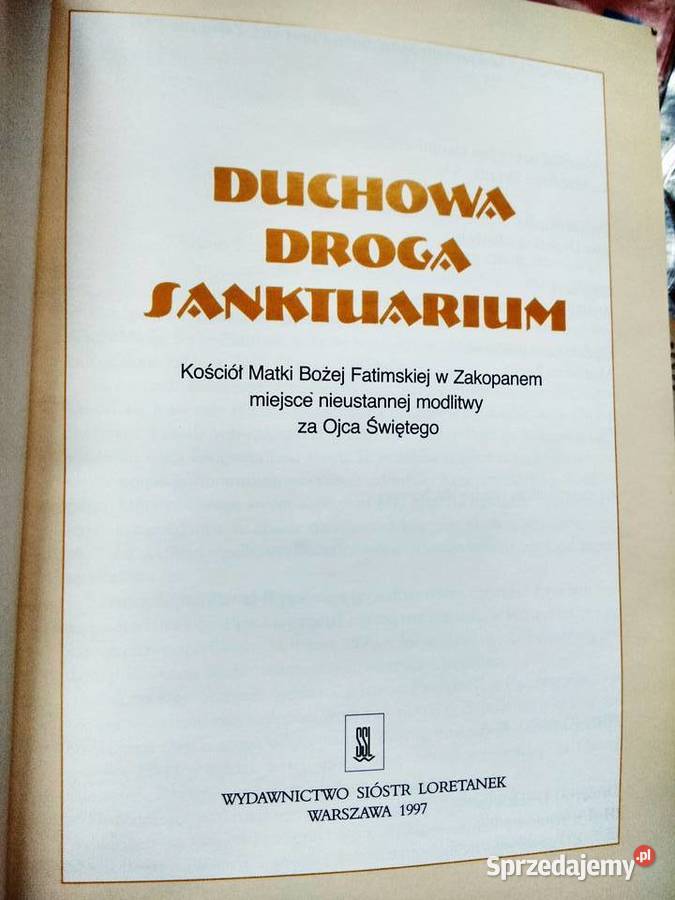 DUCHOWA
DROGA
SANKTUARIUM
Kościół Matki Bożej Fatimskiej w Zakopanem
miejsce nieustannej modlitwy
za Ojca Świętego
SSL
WYDAWNICTWO SIÓSTR LORETANEK
WARSZAWA 1997
Sprzedajemy.pl